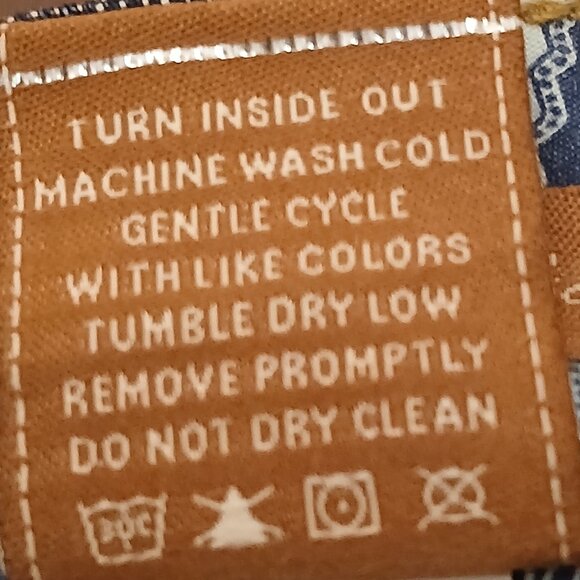 TURN INSIDE OUT
MACHINE WASH COLD
GENTLE CYCLE
WITH LIKE COLORS
TUMBLE DRY LOW
REMOVE PROMPTLY
DO NOT DRY CLEAN
30C